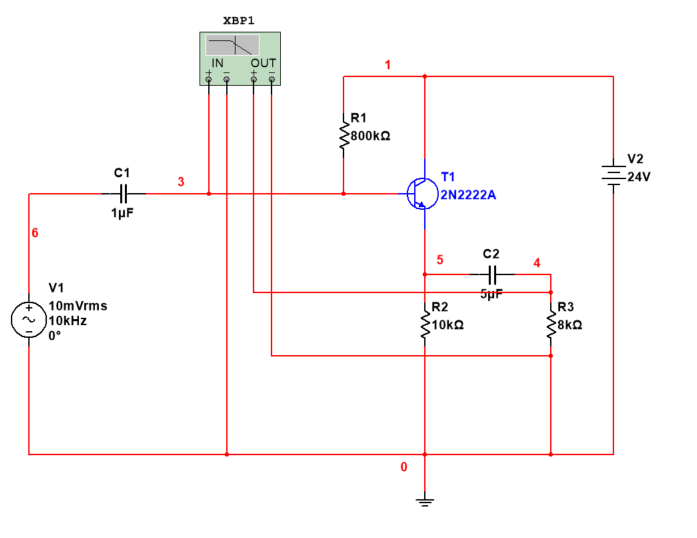 XBP1
IN OUT
+ − + −
1
R1
800kΩ
V2
24V
C1
1µF
3
T1
2N2222A
6
5
C2
5µF
4
V1
10mVrms
10kHz
0°
R2
10kΩ
R3
8kΩ
0